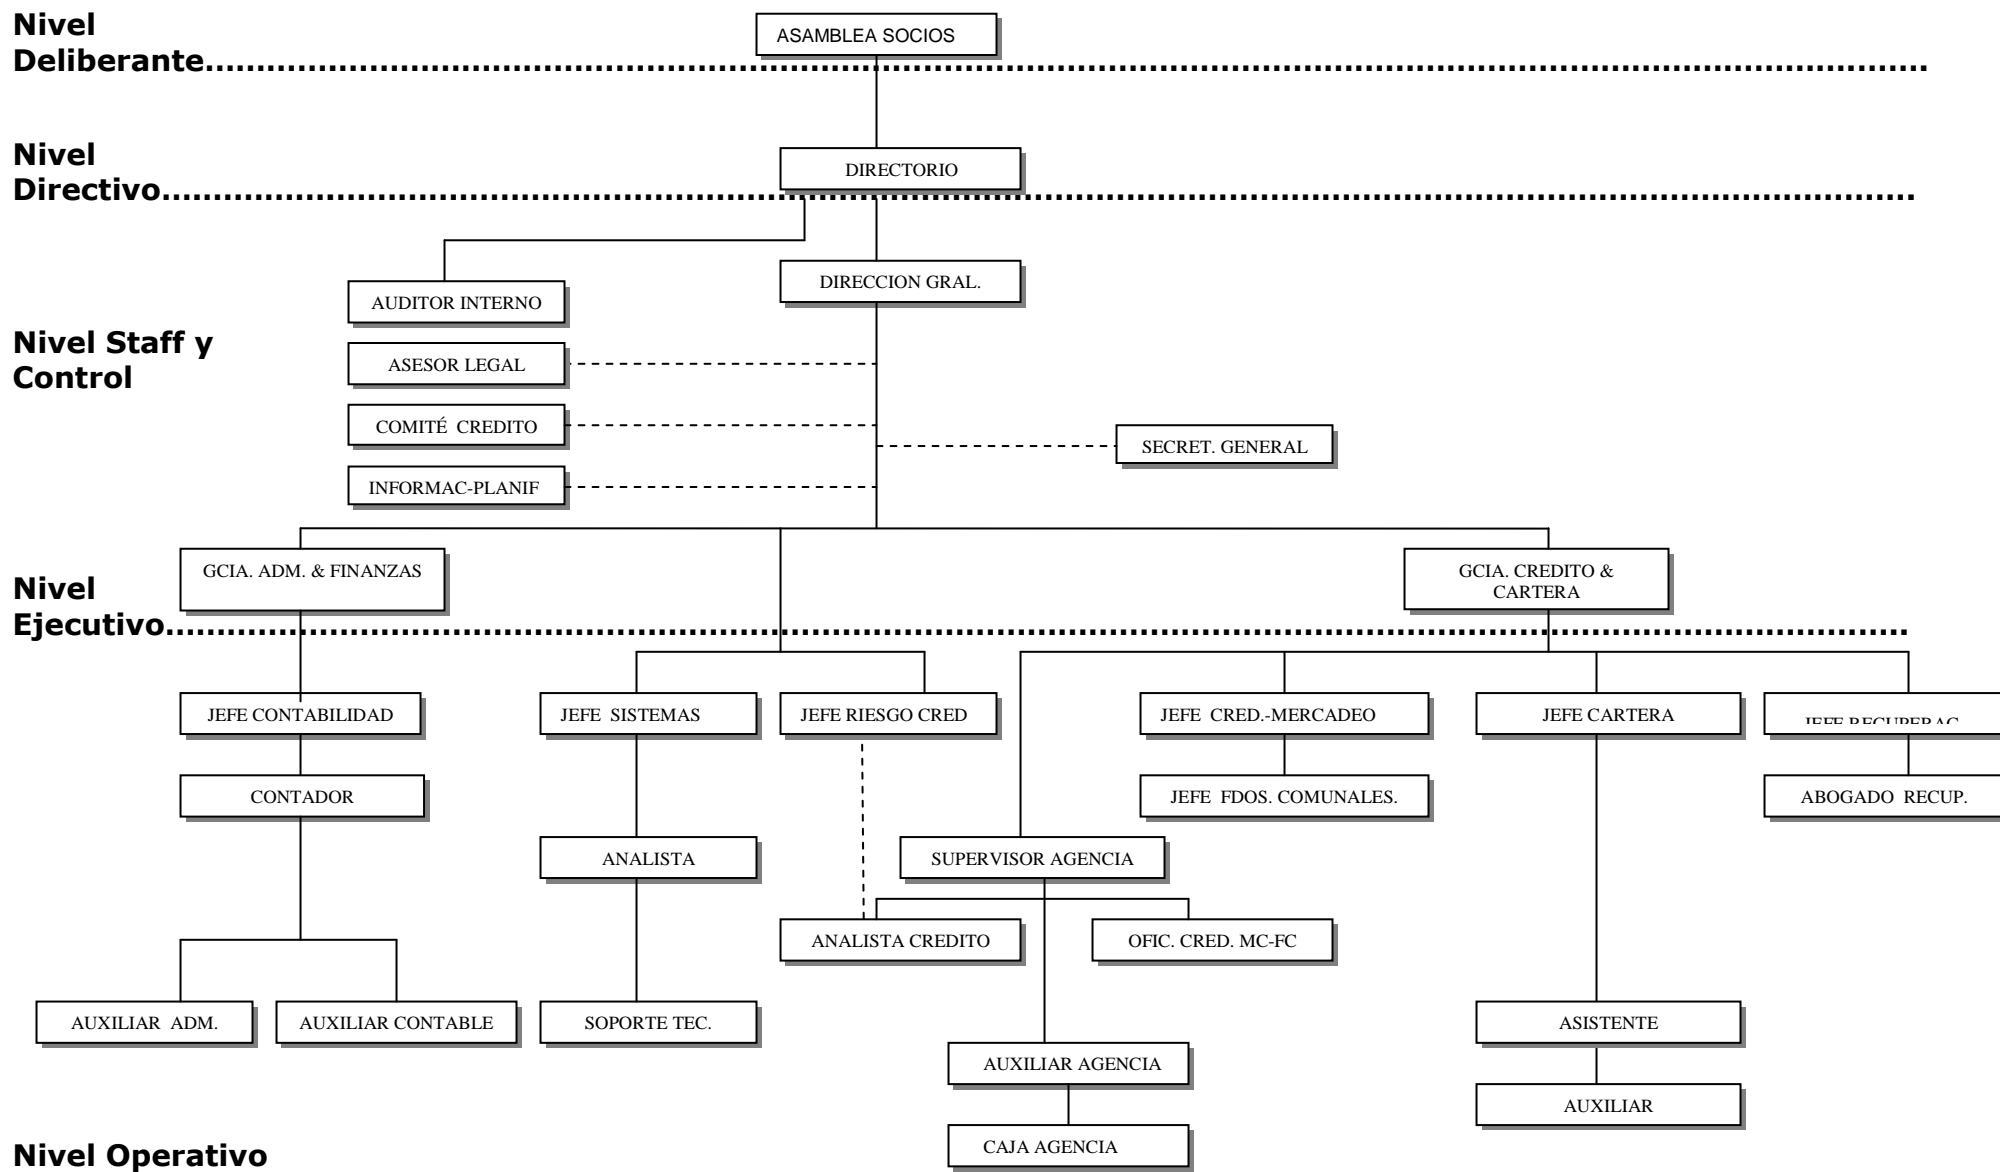 Nivel
Deliberante....................................................................................................................................................................
ASAMBLEA SOCIOS
Nivel
Directivo....................................................................................................................................................................
DIRECTORIO
DIRECCION GRAL.
AUDITOR INTERNO
Nivel Staff y
Control
ASESOR LEGAL
COMITÉ CREDITO
SECRET. GENERAL
INFORMAC-PLANIF
GCIA. ADM. & FINANZAS
GCIA. CREDITO &
CARTERA
Nivel
Ejecutivo....................................................................................................................................................................
JEFE CONTABILIDAD
JEFE SISTEMAS
JEFE RIESGO CRED
JEFE CRED.-MERCADEO
JEFE CARTERA
JEFE RECUPERAC
CONTADOR
JEFE FDOS. COMUNALES.
ABOGADO RECUP.
ANALISTA
SUPERVISOR AGENCIA
ANALISTA CREDITO
OFIC. CRED. MC-FC
AUXILIAR ADM.
AUXILIAR CONTABLE
SOPORTE TEC.
ASISTENTE
AUXILIAR AGENCIA
AUXILIAR
CAJA AGENCIA
Nivel Operativo